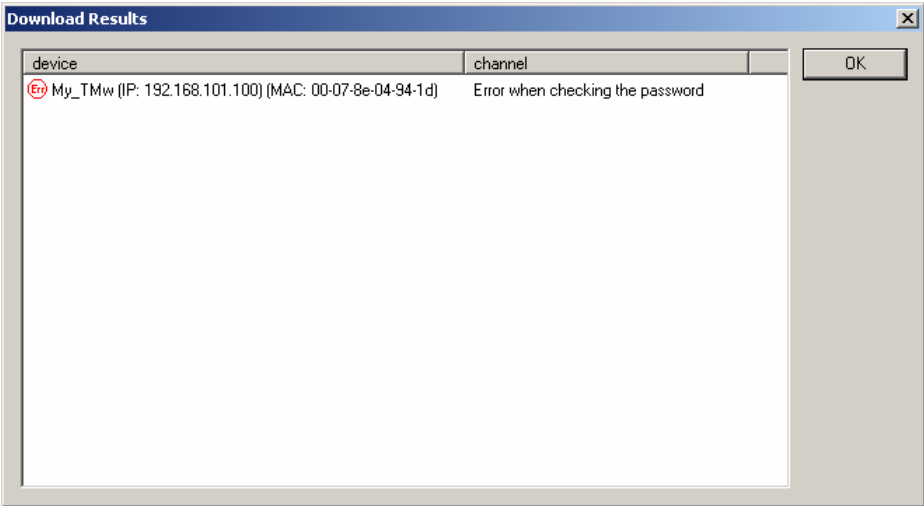 Download Results
device channel
OK
Err My_TMw (IP: 192.168.101.100) (MAC: 00-07-8e-04-94-1d) Error when checking the password